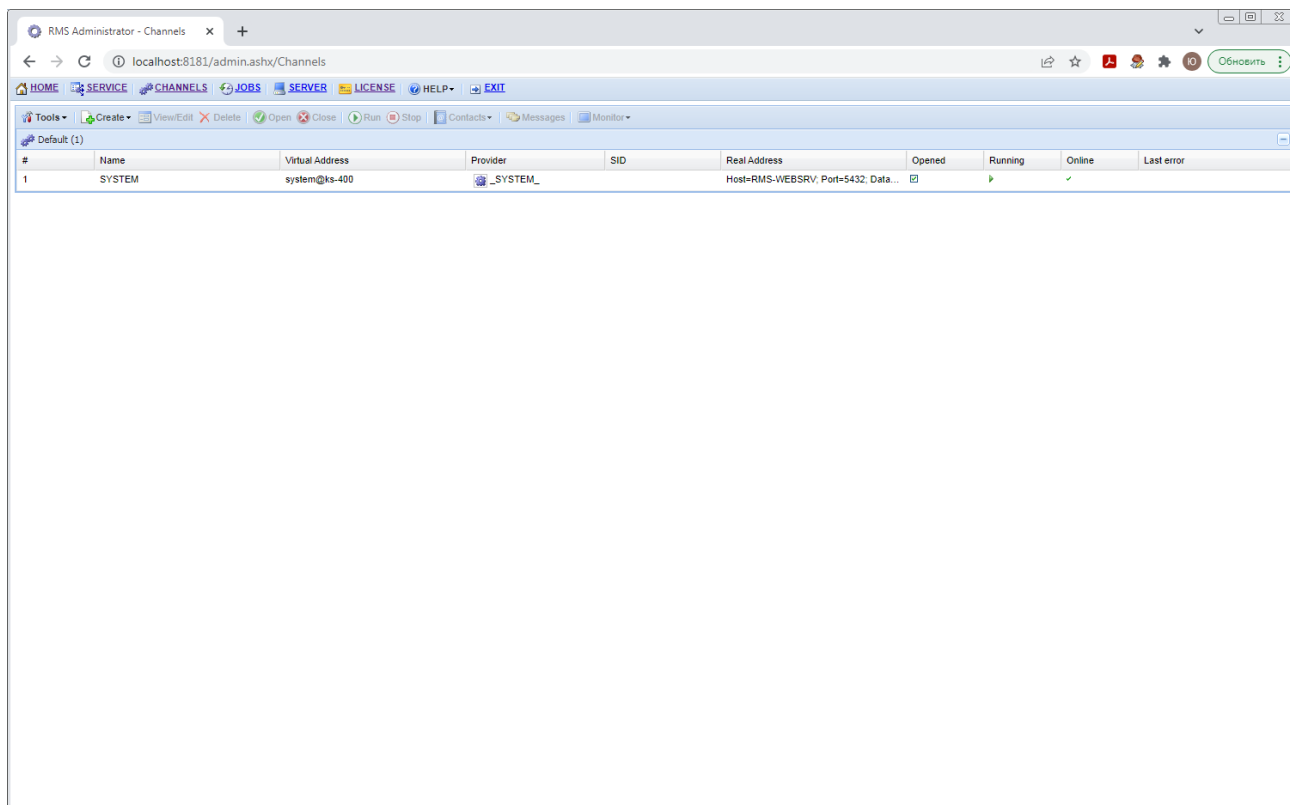 RMS Administrator - Channels
localhost:8181/admin.ashx/Channels Ю Обновить
HOME SERVICE CHANNELS JOBS SERVER LICENSE HELP EXIT
Tools Create View/Edit Delete Open Close Run Stop Contacts Messages Monitor
Default (1)
# Name Virtual Address Provider SID Real Address Opened Running Online Last error
1 SYSTEM system@ks-400 _SYSTEM_ Host=RMS-WEBSRV; Port=5432; Data...